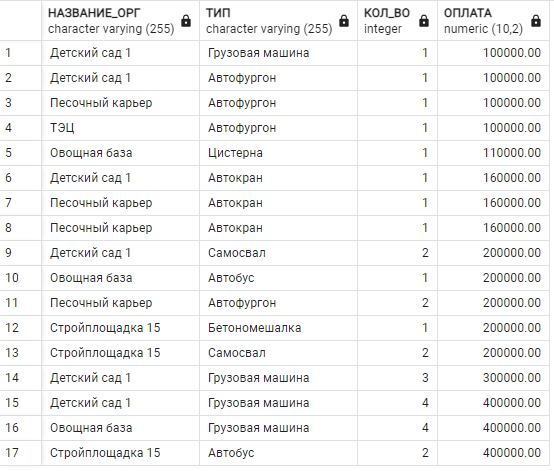 НАЗВАНИЕ_ОРГ ТИП КОЛ_ВО ОПЛАТА
character varying (255) character varying (255) integer numeric (10,2)
1 Детский сад 1 Грузовая машина 1 100000.00
2 Детский сад 1 Автофургон 1 100000.00
3 Песочный карьер Автофургон 1 100000.00
4 ТЭЦ Автофургон 1 100000.00
5 Овощная база Цистерна 1 110000.00
6 Детский сад 1 Автокран 1 160000.00
7 Песочный карьер Автокран 1 160000.00
8 Песочный карьер Автокран 1 160000.00
9 Детский сад 1 Самосвал 2 200000.00
10 Овощная база Автобус 1 200000.00
11 Песочный карьер Автофургон 2 200000.00
12 Стройплощадка 15 Бетономешалка 1 200000.00
13 Стройплощадка 15 Самосвал 2 200000.00
14 Детский сад 1 Грузовая машина 3 300000.00
15 Детский сад 1 Грузовая машина 4 400000.00
16 Овощная база Грузовая машина 4 400000.00
17 Стройплощадка 15 Автобус 2 400000.00